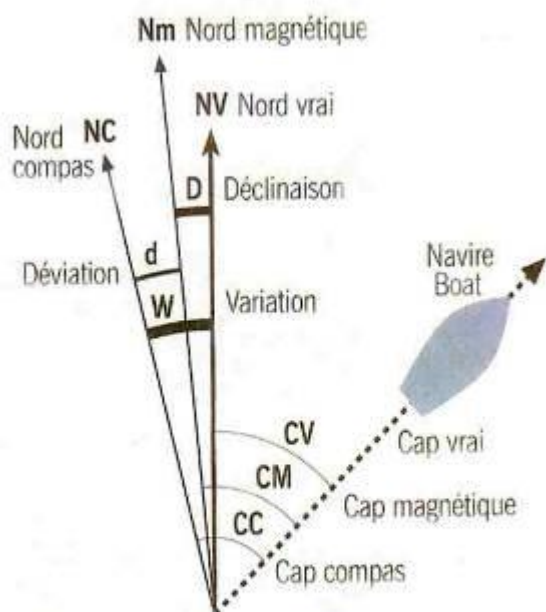 Nm Nord magnétique
NV Nord vrai
Nord NC
compas
D Déclinaison
d
Déviation
W
Variation
Navire
Boat
CV
Cap vrai
CM
Cap magnétique
CC
Cap compas